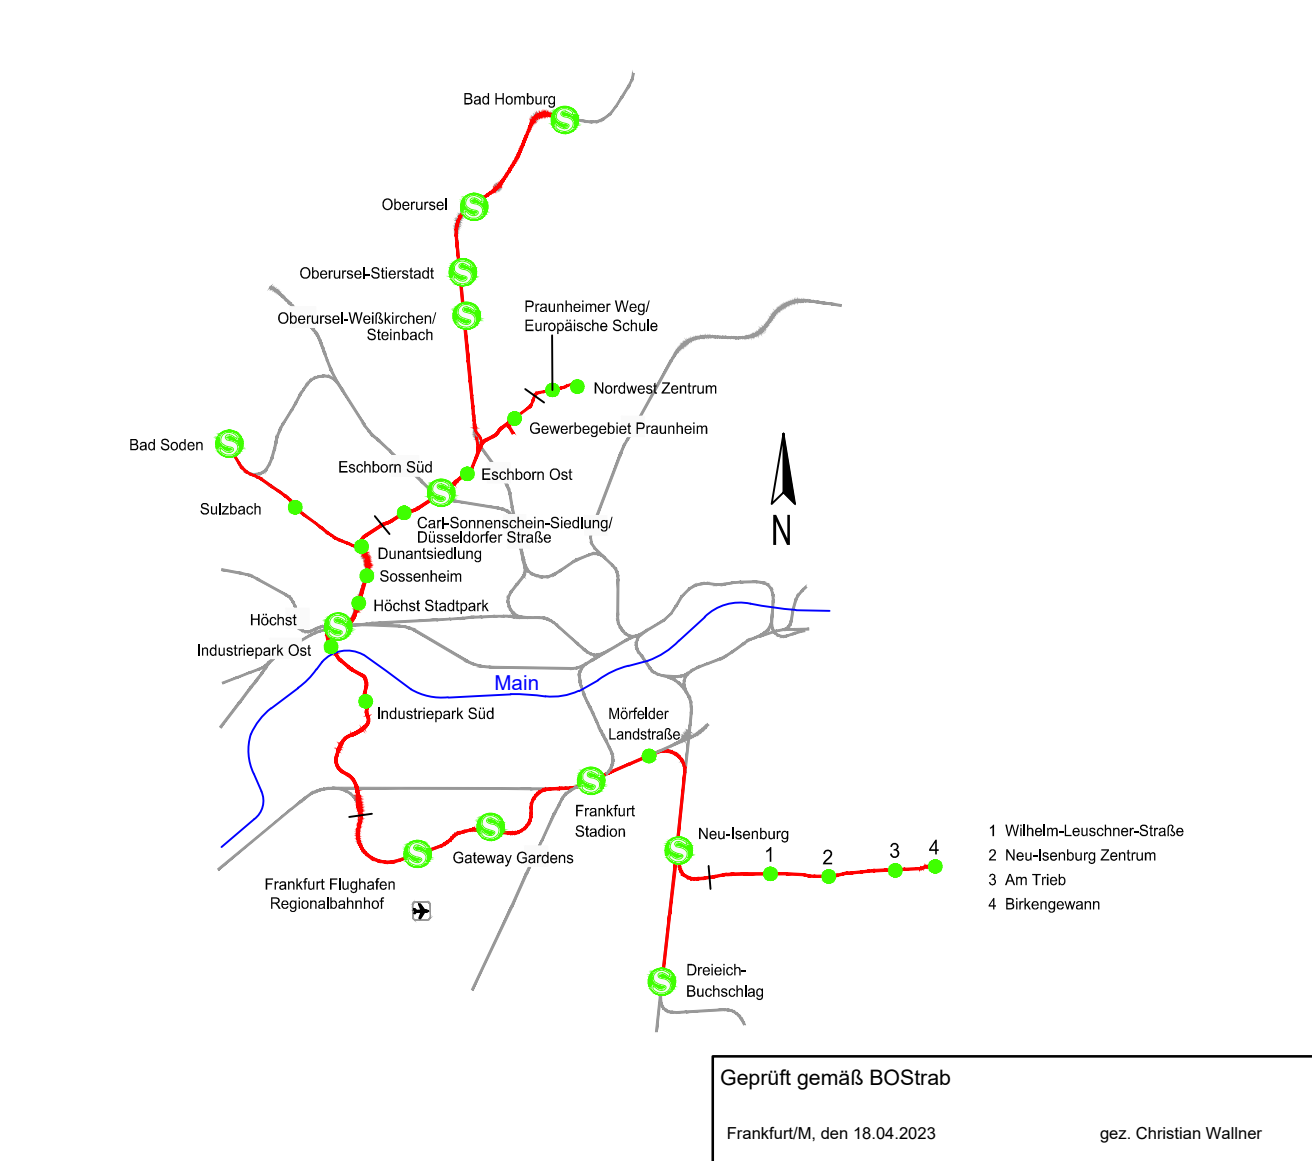 Bad Homburg
Oberursel
Oberursel-Stierstadt
Oberursel-Weißkirchen/
Steinbach
Praunheimer Weg/
Europäische Schule
Nordwest Zentrum
Gewerbegebiet Praunheim
Bad Soden
Eschborn Süd
Eschborn Ost
Sulzbach
Carl-Sonnenschein-Siedlung/
Düsseldorfer Straße
N
Dunantsiedlung
Sossenheim
Höchst Stadtpark
Höchst
Industriepark Ost
Main
Industriepark Süd
Mörfelder
Landstraße
Frankfurt
Stadion
Neu-Isenburg
Gateway Gardens
Frankfurt Flughafen
Regionalbahnhof
1 2 3 4
1 Wilhelm-Leuschner-Straße
2 Neu-Isenburg Zentrum
3 Am Trieb
4 Birkengewann
Dreieich-
Buchschlag
Geprüft gemäß BOStrab
Frankfurt/M, den 18.04.2023 gez. Christian Wallner